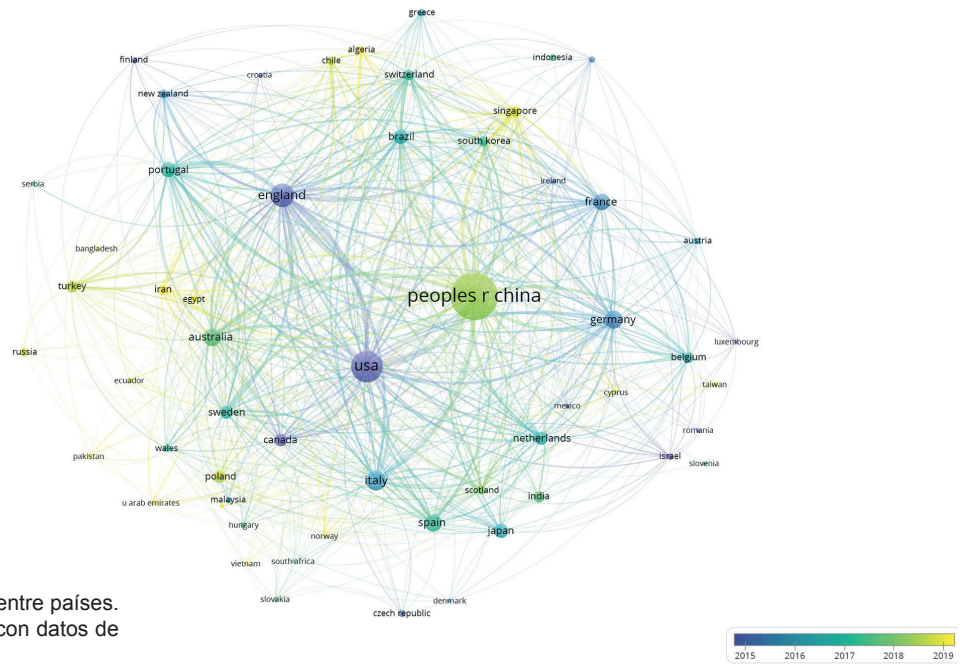 greece
finland
algeria
chile
indonesia
croatia
switzerland
new zealand
singapore
brazil
south korea
portugal
serbia
england
ireland
france
austria
bangladesh
turkey
iran
egypt
peoples r china
germany
australia
luxembourg
russia
usa
belgium
ecuador
taiwan
cyprus
mexico
sweden
romania
canada
netherlands
wales
pakistan
israel
slovenia
poland
italy
scotland
india
u arab emirates
malaysia
hungary
spain
japan
norway
vietnam
south africa
slovakia
denmark
czech republic
entre países.
con datos de
2015 2016 2017 2018 2019